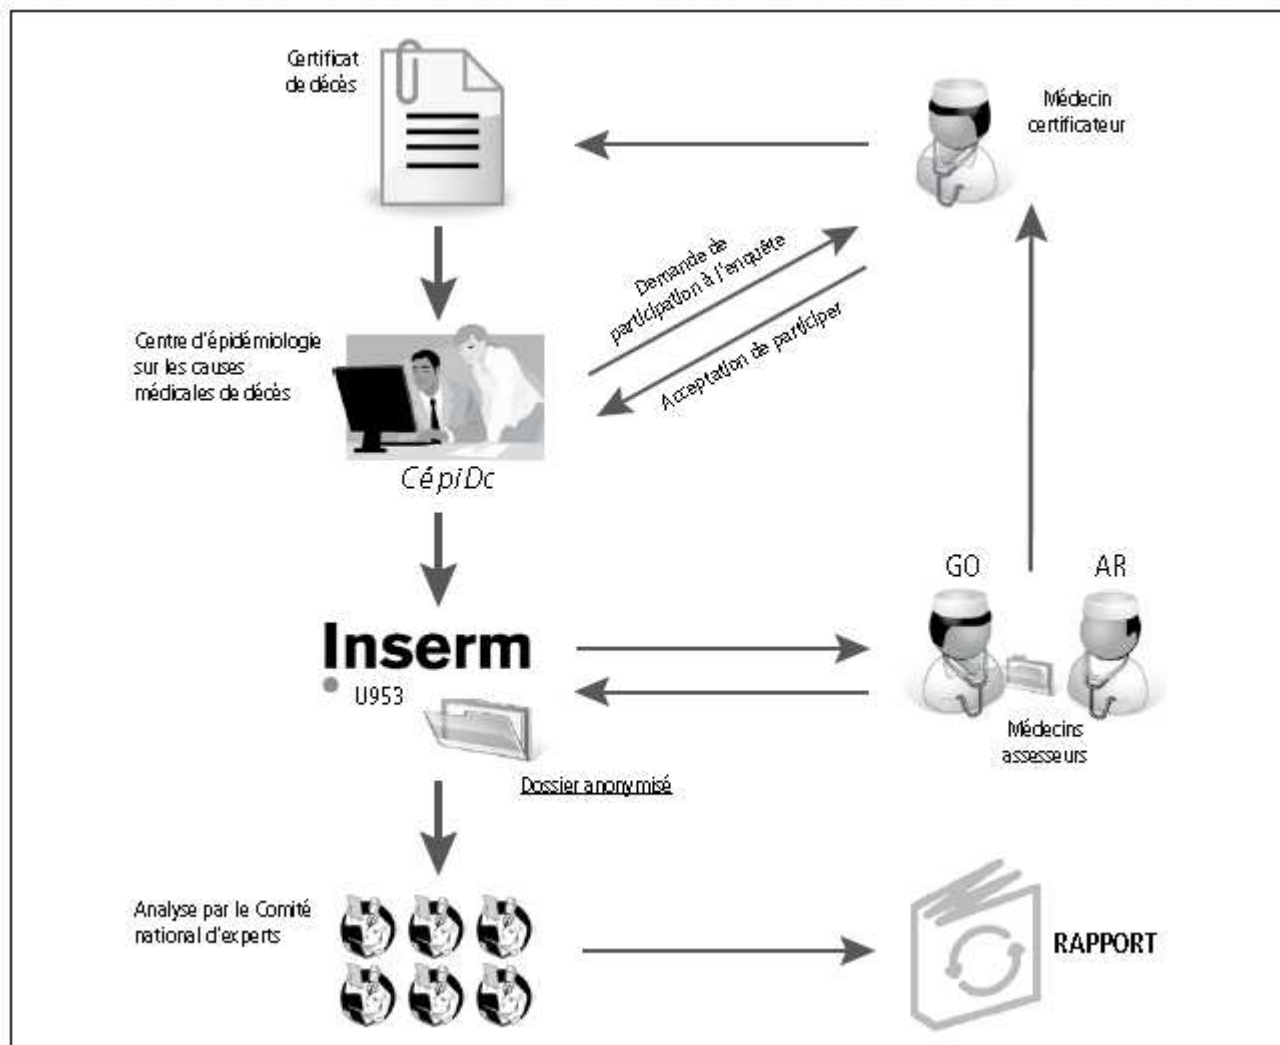 Certificat
de décès
Médecin
certificateur
Demande de
participation à l'enquête
Acceptation de participer
Centre d'épidémiologie
sur les causes
médicales de décès
CépiDc
GO
AR
Inserm
U953
Médecins
assesseurs
Dossier anonymisé
Analyse par le Comité
national d'experts
RAPPORT